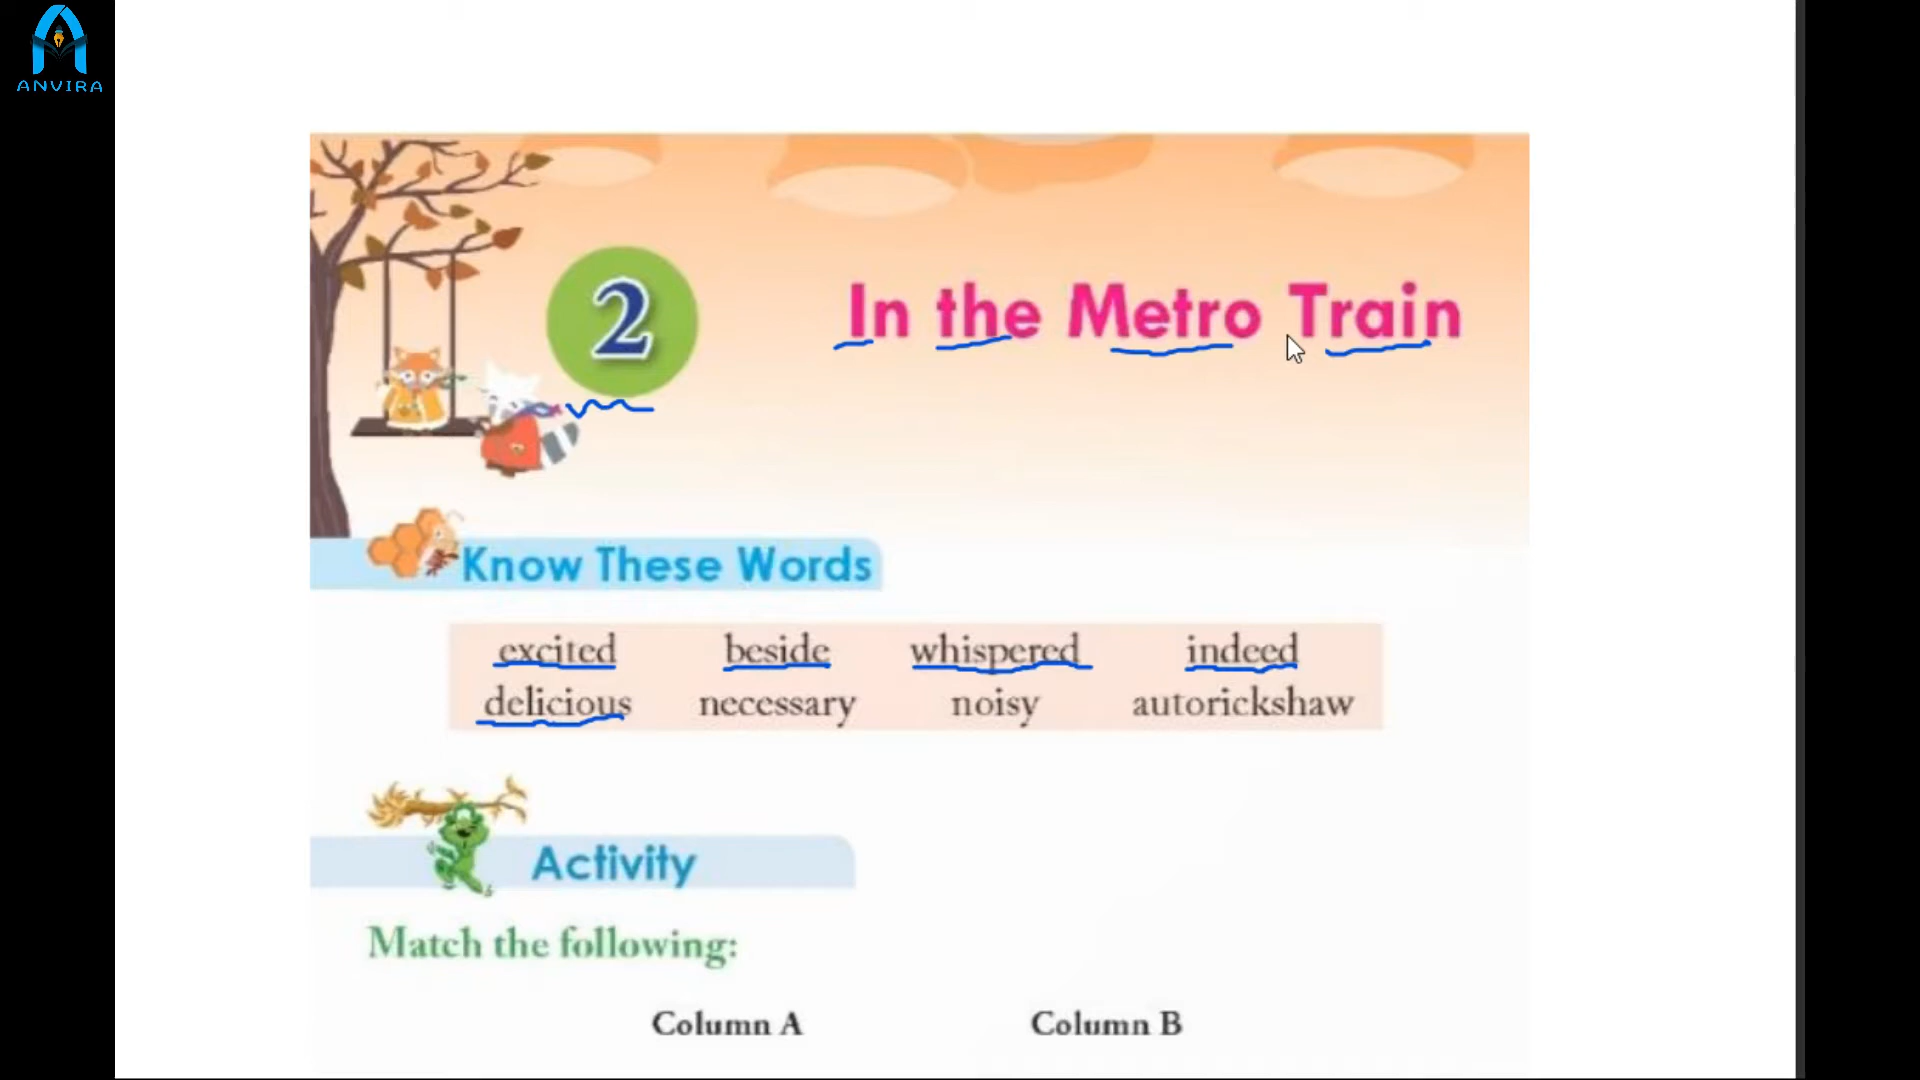 ANVIRA
2
In the Metro Train
Know These Words
excited beside whispered indeed
delicious necessary noisy autorickshaw
Activity
Match the following:
Column A Column B